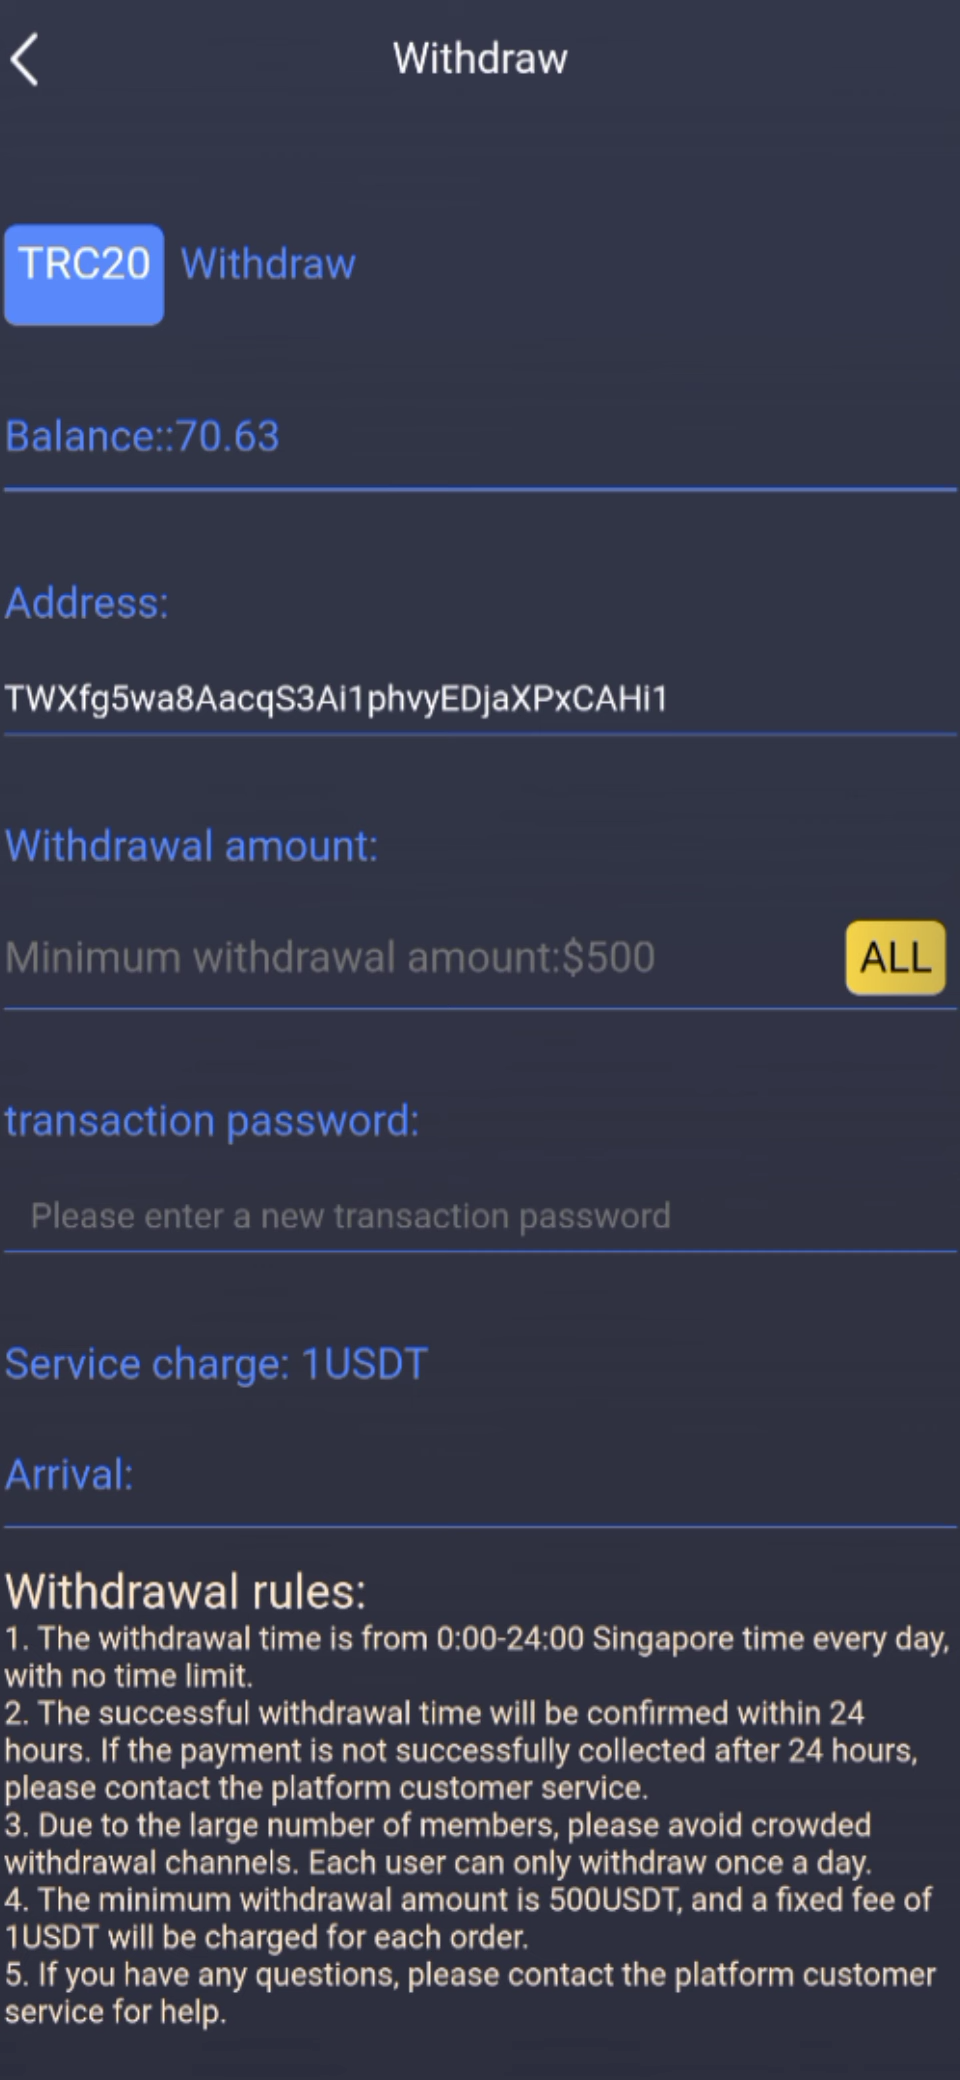 Withdraw
TRC20 Withdraw
Balance::70.63
Address:
TWXfg5wa8AacqS3Ai1phvyEDjaXPxCAHi1
Withdrawal amount:
Minimum withdrawal amount:$500 ALL
transaction password:
Please enter a new transaction password
Service charge: 1USDT
Arrival:
Withdrawal rules:
1. The withdrawal time is from 0:00-24:00 Singapore time every day,
with no time limit.
2. The successful withdrawal time will be confirmed within 24
hours. If the payment is not successfully collected after 24 hours,
please contact the platform customer service.
3. Due to the large number of members, please avoid crowded
withdrawal channels. Each user can only withdraw once a day.
4. The minimum withdrawal amount is 500USDT, and a fixed fee of
1USDT will be charged for each order.
5. If you have any questions, please contact the platform customer
service for help.